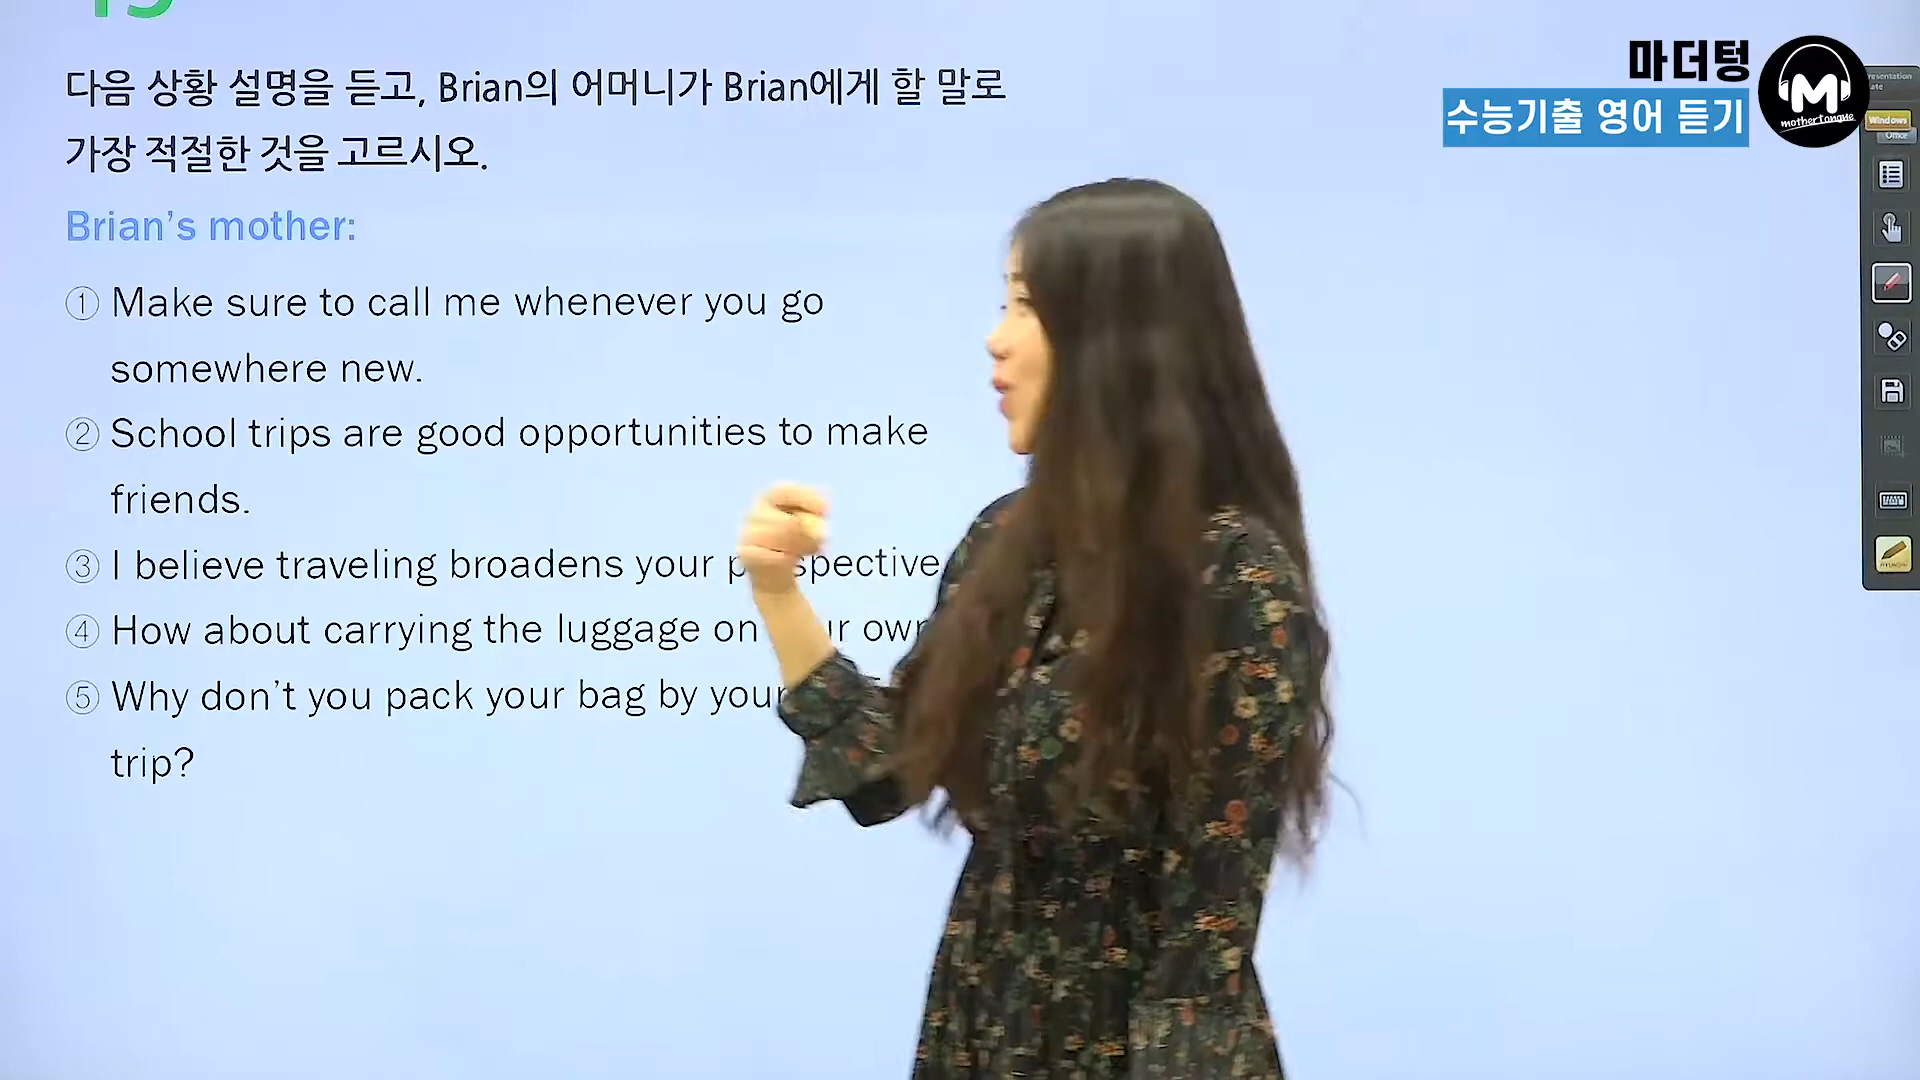 다음 상황 설명을 듣고, Brian의 어머니가 Brian에게 할 말로
가장 적절한 것을 고르시오.
Brian's mother:
① Make sure to call me whenever you go
somewhere new.
② School trips are good opportunities to make
friends.
③ I believe traveling broadens your
④ How about carrying the luggage on
⑤ Why don't you pack your bag by
trip?
마더텅
수능기출 영어 듣기
M
mothertongue
Windows
Office